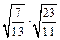 √(7/13) · √(23/11)